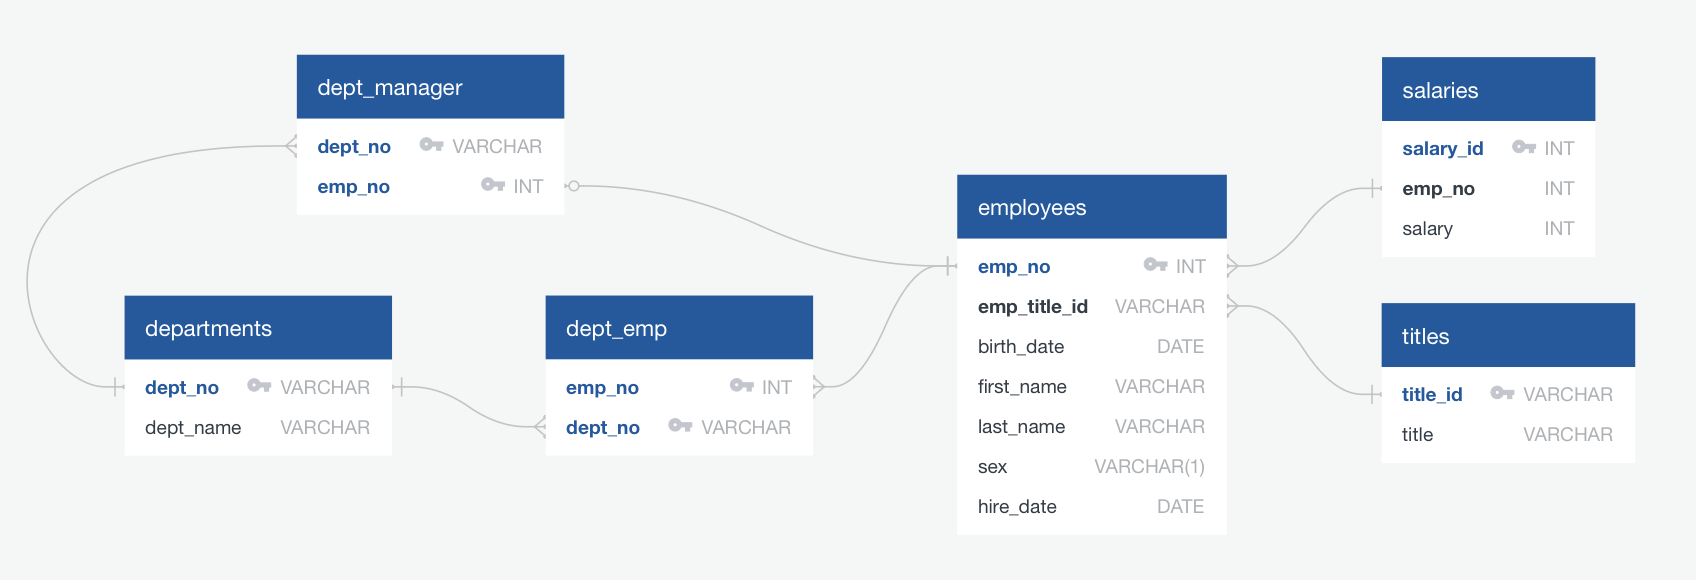 dept_manager
dept_no VARCHAR
emp_no INT
departments
dept_no VARCHAR
dept_name VARCHAR
dept_emp
emp_no INT
dept_no VARCHAR
employees
emp_no INT
emp_title_id VARCHAR
birth_date DATE
first_name VARCHAR
last_name VARCHAR
sex VARCHAR(1)
hire_date DATE
salaries
salary_id INT
emp_no INT
salary INT
titles
title_id VARCHAR
title VARCHAR